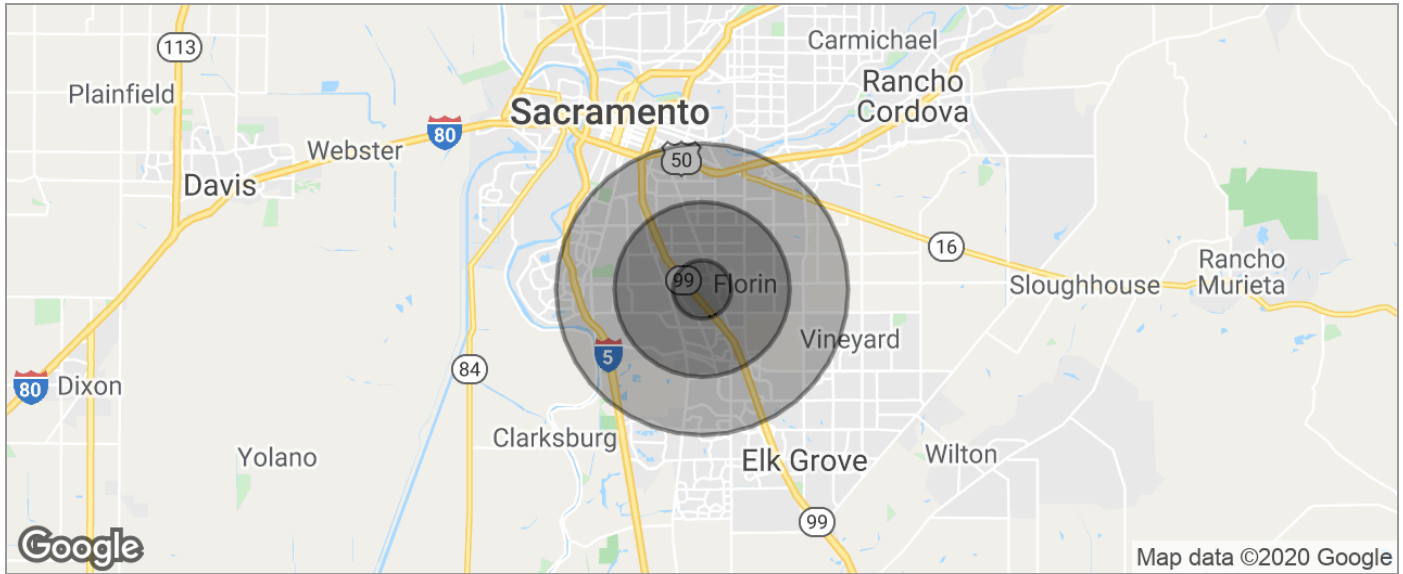 113
Carmichael
Plainfield
Rancho
Cordova
Sacramento
80
Webster
50
Davis
16
Rancho
Murieta
99
Florin
Sloughhouse
Vineyard
5
84
80
Dixon
Clarksburg
Yolano
Elk Grove
Wilton
99
Google
Map data ©2020 Google